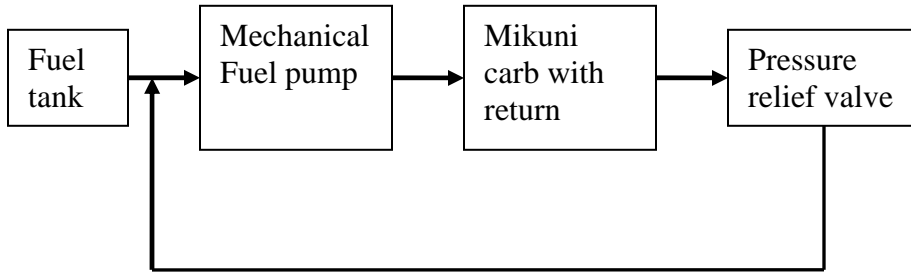 Fuel
tank
Mechanical
Fuel pump
Mikuni
carb with
return
Pressure
relief valve